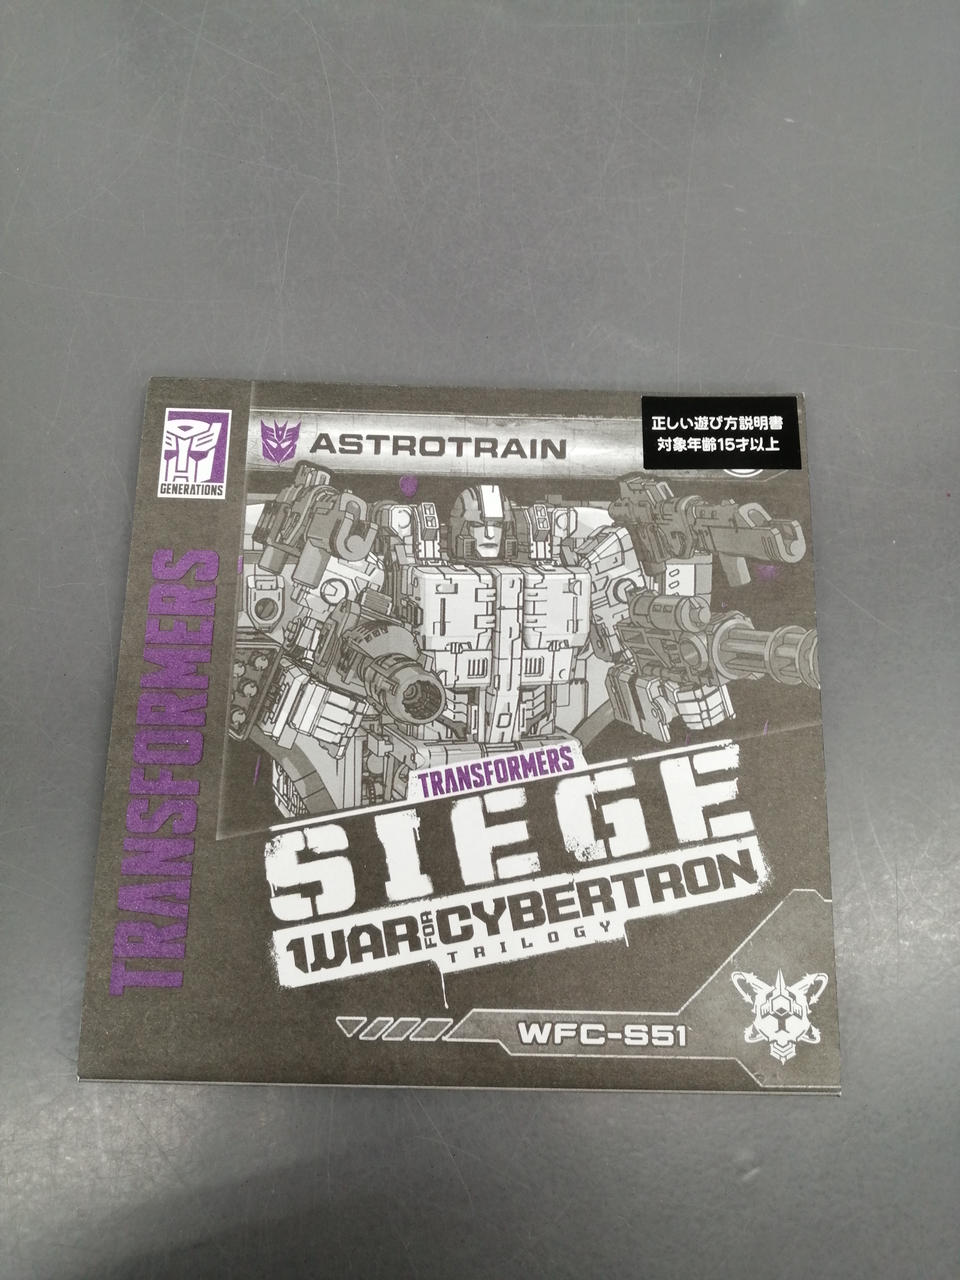 GENERATIONS
ASTROTRAIN
正しい遊び方説明書
対象年齢15才以上
TRANSFORMERS
TRANSFORMERS
SIEGE
WAR FOR CYBERTRON
TRILOGY
WFC-S51